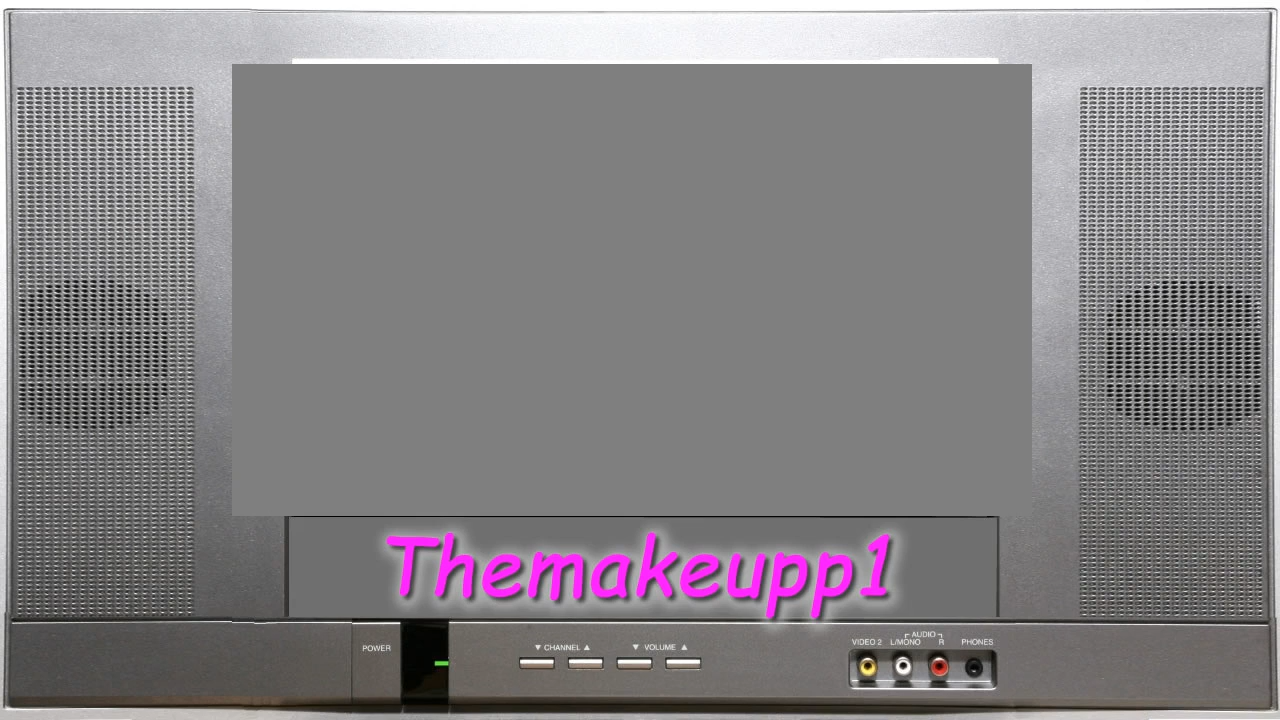 Themakeupp1
POWER
▼ CHANNEL ▲
▼ VOLUME ▲
AUDIO
VIDEO 2 L/MONO R PHONES